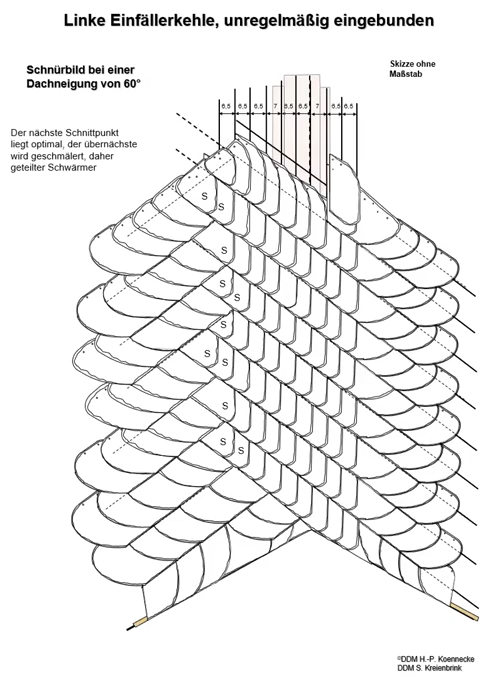 Linke Einfällerkehle, unregelmäßig eingebunden
Schnürbild bei einer
Dachneigung von 60°
Skizze ohne
Maßstab
6,5 6,5 6,5 7 6,5 6,5 7 6,5 6,5
Der nächste Schnittpunkt
liegt optimal, der übernächste
wird geschmälert, daher
geteilter Schwärmer
S
S
S
S
S
S
S
S
S
S
S
©DDM H.-P. Koennecke
DDM S. Kreienbrink